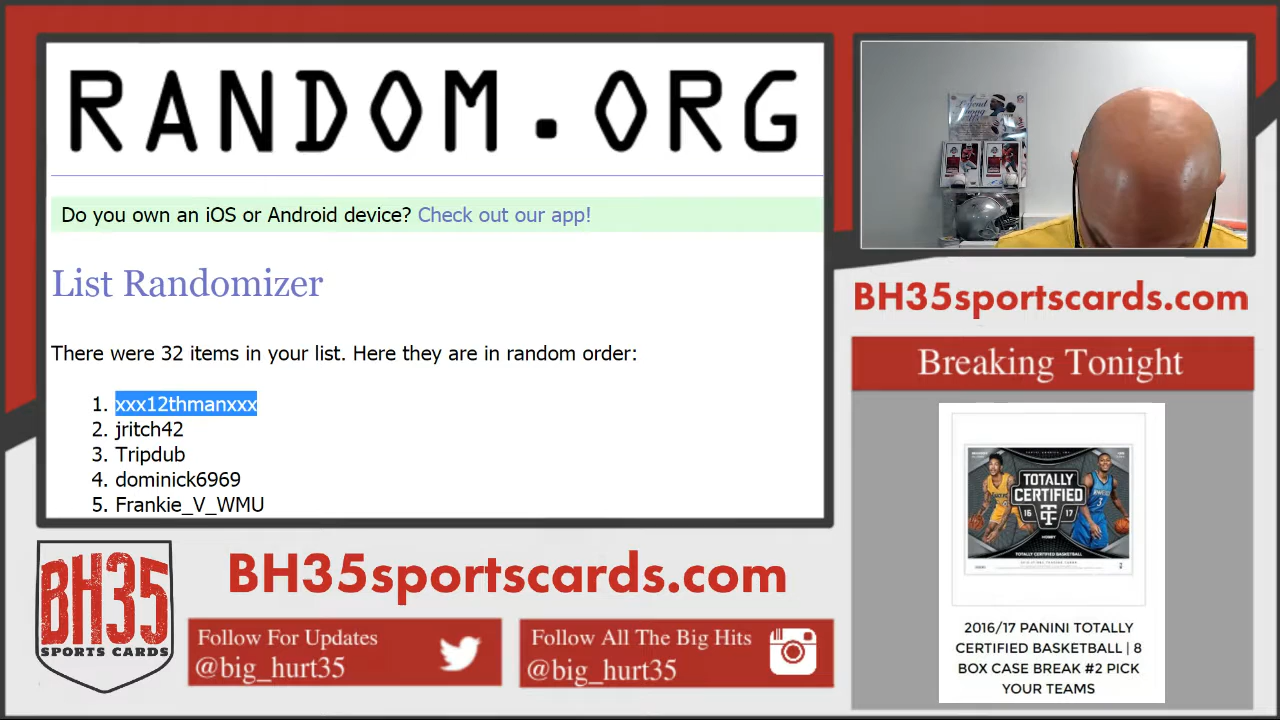 RANDOM.ORG
Do you own an iOS or Android device? Check out our app!
List Randomizer
There were 32 items in your list. Here they are in random order:
1. xxx12thmanxxx
2. jritch42
3. Tripdub
4. dominick6969
5. Frankie_V_WMU
BH35sportscards.com
Breaking Tonight
TOTALLY
CERTIFIED
16 17
HOBBY
TOTALLY CERTIFIED BASKETBALL
2016/17 PANINI TOTALLY
CERTIFIED BASKETBALL | 8
BOX CASE BREAK #2 PICK
YOUR TEAMS
BH35
SPORTS CARDS
BH35sportscards.com
Follow For Updates
@big_hurt35
Follow All The Big Hits
@big_hurt35